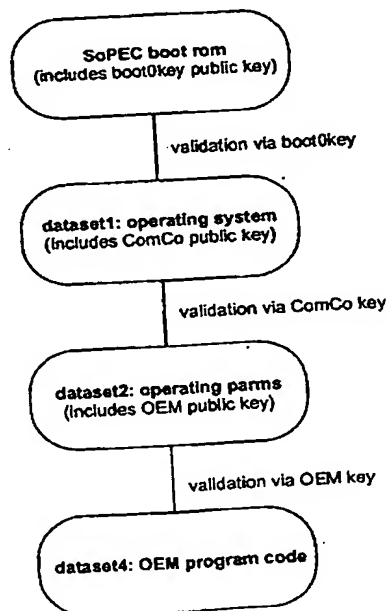 SoPEC boot rom
(includes boot0key public key)
validation via boot0key
dataset1: operating system
(includes ComCo public key)
validation via ComCo key
dataset2: operating parms
(includes OEM public key)
validation via OEM key
dataset4: OEM program code